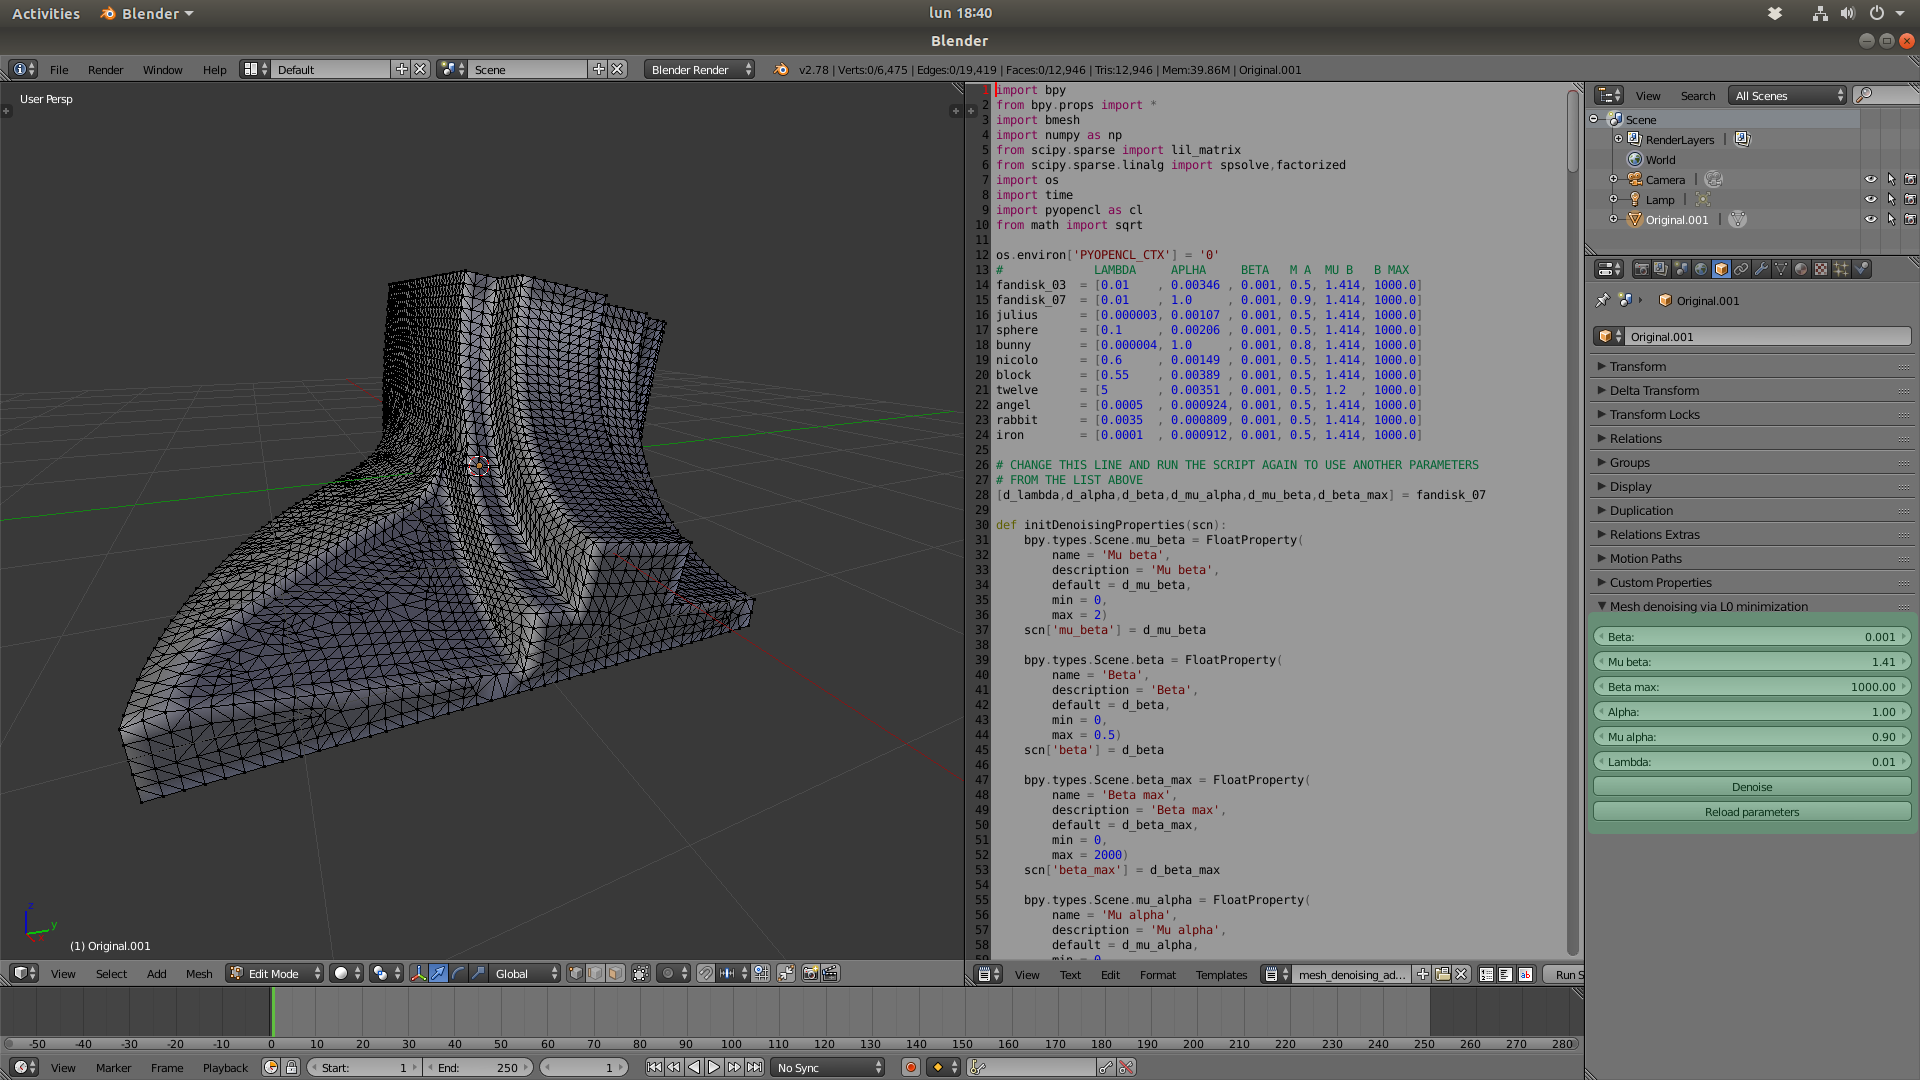 Activities Blender lun 18:40
Blender
File Render Window Help Default Scene Blender Render v2.78 | Verts:0/6,475 | Edges:0/19,419 | Faces:0/12,946 | Tris:12,946 | Mem:39.86M | Original.001
User Persp
(1) Original.001
z
y
View Select Add Mesh Edit Mode Global
1 import bpy
2 from bpy.props import *
3 import bmesh
4 import numpy as np
5 from scipy.sparse import lil_matrix
6 from scipy.sparse.linalg import spsolve,factorized
7 import os
8 import time
9 import pyopencl as cl
10 from math import sqrt
11
12 os.environ['PYOPENCL_CTX'] = '0'
13 # LAMBDA APLHA BETA M A MU B B MAX
14 fandisk_03 = [0.01 , 0.00346 , 0.001, 0.5, 1.414, 1000.0]
15 fandisk_07 = [0.01 , 1.0 , 0.001, 0.9, 1.414, 1000.0]
16 julius = [0.000003, 0.00107 , 0.001, 0.5, 1.414, 1000.0]
17 sphere = [0.1 , 0.00206 , 0.001, 0.5, 1.414, 1000.0]
18 bunny = [0.000004, 1.0 , 0.001, 0.8, 1.414, 1000.0]
19 nicolo = [0.6 , 0.00149 , 0.001, 0.5, 1.414, 1000.0]
20 block = [0.55 , 0.00389 , 0.001, 0.5, 1.414, 1000.0]
21 twelve = [5 , 0.00351 , 0.001, 0.5, 1.2 , 1000.0]
22 angel = [0.0005 , 0.000924, 0.001, 0.5, 1.414, 1000.0]
23 rabbit = [0.0035 , 0.000809, 0.001, 0.5, 1.414, 1000.0]
24 iron = [0.0001 , 0.000912, 0.001, 0.5, 1.414, 1000.0]
25
26 # CHANGE THIS LINE AND RUN THE SCRIPT AGAIN TO USE ANOTHER PARAMETERS
27 # FROM THE LIST ABOVE
28 [d_lambda,d_alpha,d_beta,d_mu_alpha,d_mu_beta,d_beta_max] = fandisk_07
29
30 def initDenoisingProperties(scn):
31 bpy.types.Scene.mu_beta = FloatProperty(
32 name = 'Mu beta',
33 description = 'Mu beta',
34 default = d_mu_beta,
35 min = 0,
36 max = 2)
37 scn['mu_beta'] = d_mu_beta
38
39 bpy.types.Scene.beta = FloatProperty(
40 name = 'Beta',
41 description = 'Beta',
42 default = d_beta,
43 min = 0,
44 max = 0.5)
45 scn['beta'] = d_beta
46
47 bpy.types.Scene.beta_max = FloatProperty(
48 name = 'Beta max',
49 description = 'Beta max',
50 default = d_beta_max,
51 min = 0,
52 max = 2000)
53 scn['beta_max'] = d_beta_max
54
55 bpy.types.Scene.mu_alpha = FloatProperty(
56 name = 'Mu alpha',
57 description = 'Mu alpha',
58 default = d_mu_alpha,
59 min = 0
View Text Edit Format Templates mesh_denoising_ad... Run S
View Search All Scenes
Scene
RenderLayers |
World
Camera |
Lamp |
Original.001 |
Original.001
Original.001
Transform
Delta Transform
Transform Locks
Relations
Groups
Display
Duplication
Relations Extras
Motion Paths
Custom Properties
Mesh denoising via L0 minimization
Beta: 0.001
Mu beta: 1.41
Beta max: 1000.00
Alpha: 1.00
Mu alpha: 0.90
Lambda: 0.01
Denoise
Reload parameters
-50 -40 -30 -20 -10 0 10 20 30 40 50 60 70 80 90 100 110 120 130 140 150 160 170 180 190 200 210 220 230 240 250 260 270 280
View Marker Frame Playback Start: 1 End: 250 1 No Sync